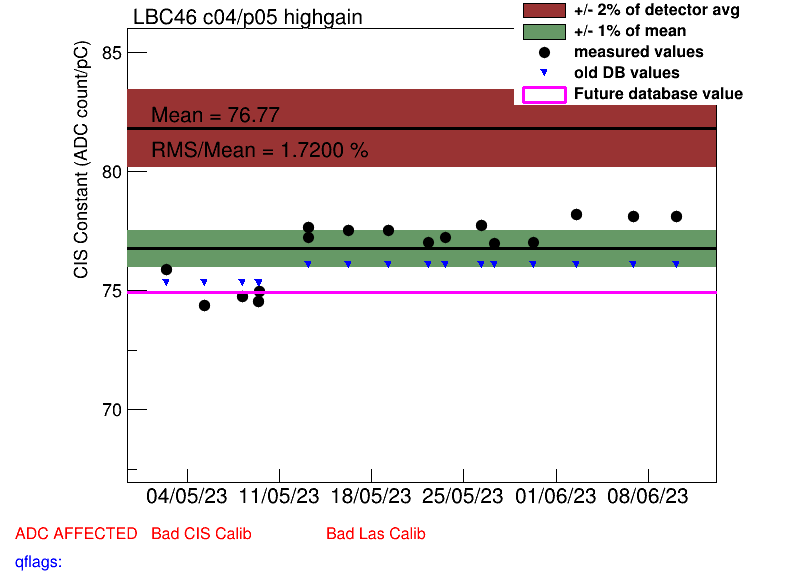 LBC46 c04/p05 highgain
+/- 2% of detector avg
+/- 1% of mean
measured values
old DB values
Future database value
CIS Constant (ADC count/pC)
85
80
75
70
Mean = 76.77
RMS/Mean = 1.7200 %
04/05/23 11/05/23 18/05/23 25/05/23 01/06/23 08/06/23
ADC AFFECTED Bad CIS Calib Bad Las Calib
qflags: